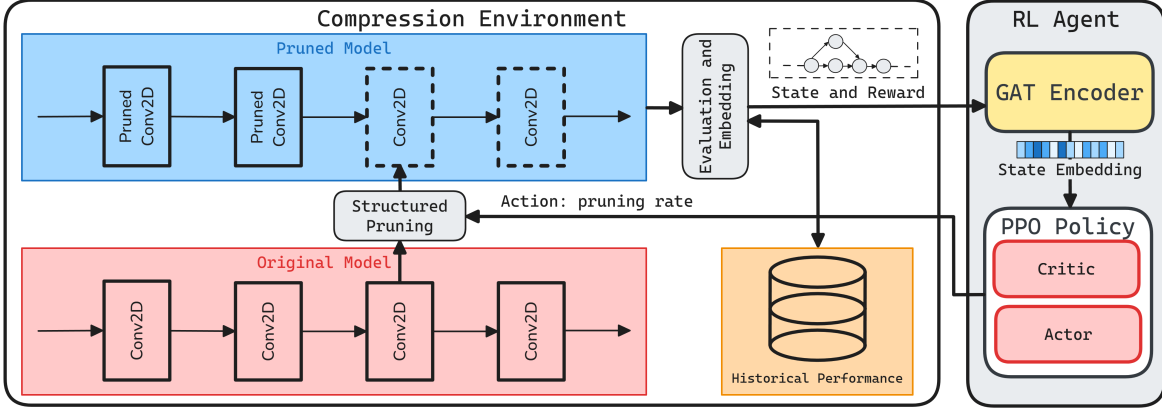 Compression Environment
Pruned Model
Pruned
Conv2D
Pruned
Conv2D
Conv2D
Conv2D
Evaluation and
Embedding
State and Reward
Structured
Pruning
Action: pruning rate
Original Model
Conv2D
Conv2D
Conv2D
Conv2D
Historical Performance
RL Agent
GAT Encoder
State Embedding
PPO Policy
Critic
Actor